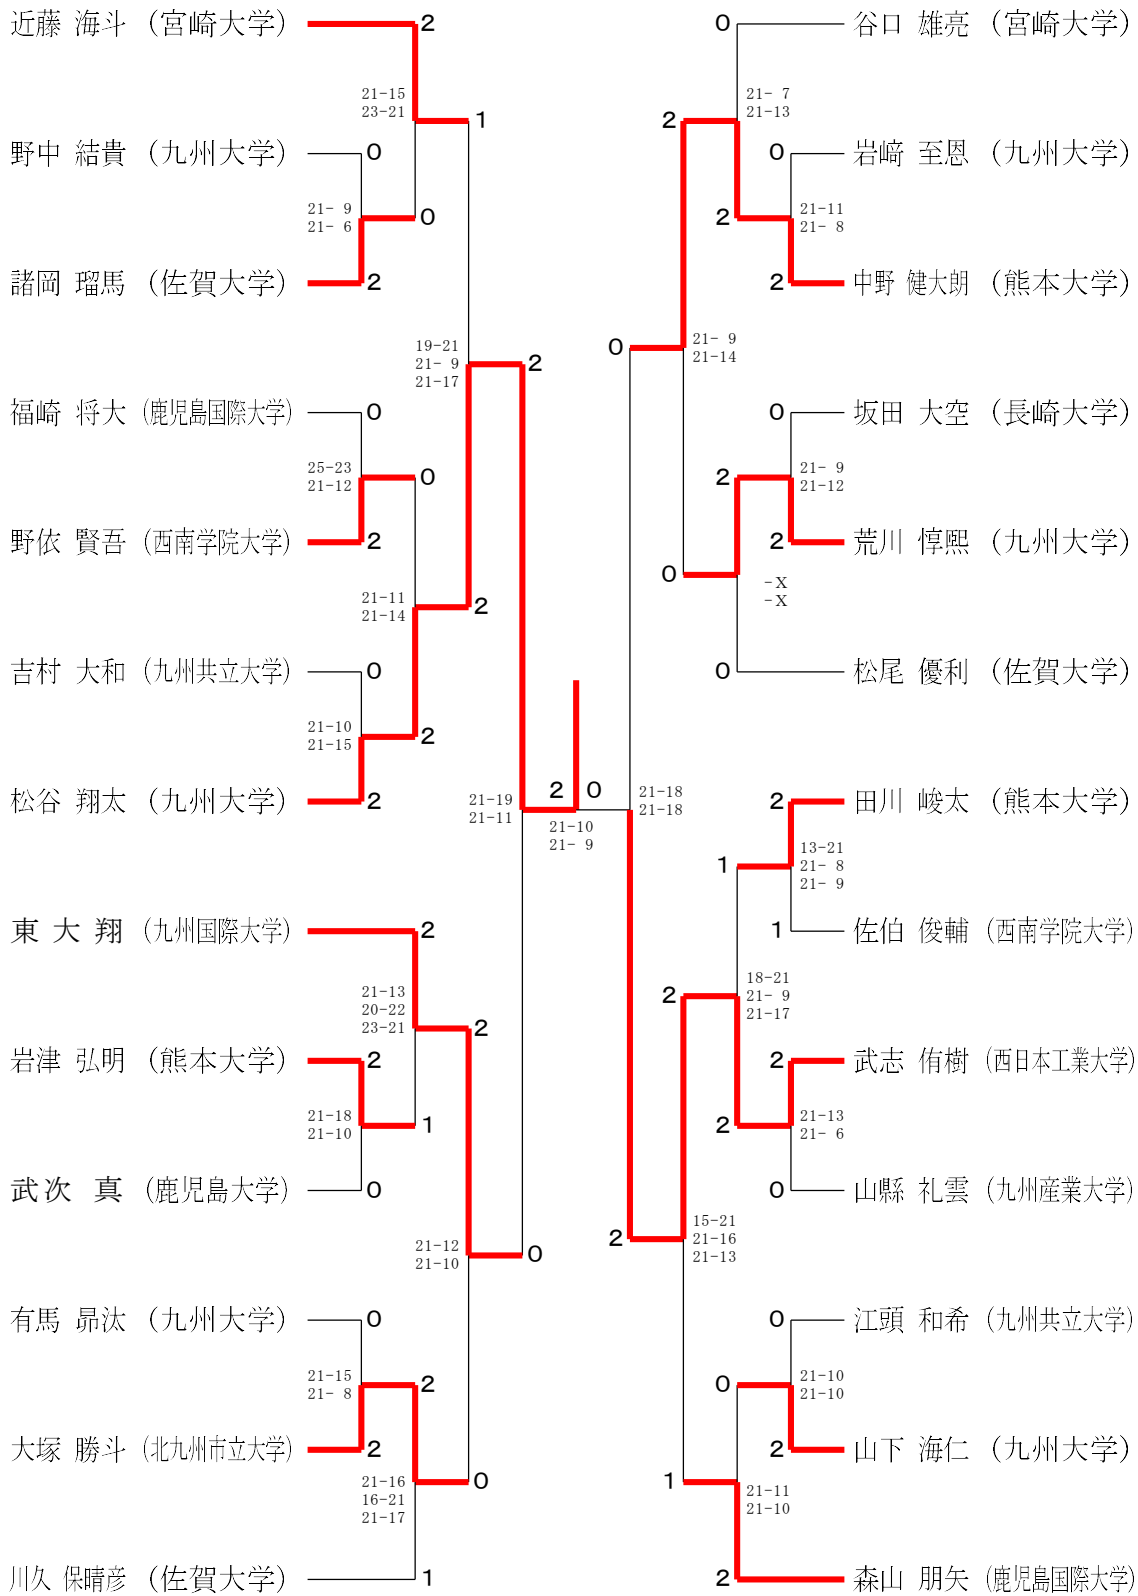 近藤 海斗 (宮崎大学) 2 0 谷口 雄亮 (宮崎大学)
21-15 21- 7
23-21 1 2 21-13
野中 結貴 (九州大学) 0 0 岩﨑 至恩 (九州大学)
21- 9 21-11
21- 6 0 2 21- 8
諸岡 瑠馬 (佐賀大学) 2 2 中野 健大朗 (熊本大学)
19-21 21- 9
21- 9 2 0 21-14
21-17
福崎 将大 (鹿児島国際大学) 0 0 坂田 大空 (長崎大学)
25-23 21- 9
21-12 0 2 21-12
野依 賢吾 (西南学院大学) 2 2 荒川 惇熙 (九州大学)
0 -X
-X
21-11
21-14 2
吉村 大和 (九州共立大学) 0 0 松尾 優利 (佐賀大学)
21-10
21-15 2
松谷 翔太 (九州大学) 2 2 田川 峻太 (熊本大学)
21-19 2 0 21-18
21-11 21-18
21-10
21- 9
13-21
1 21- 8
21- 9
東 大 翔 (九州国際大学) 2 1 佐伯 俊輔 (西南学院大学)
21-13 18-21
20-22 2 21- 9
23-21 2 21-17
岩津 弘明 (熊本大学) 2 2 武志 侑樹 (西日本工業大学)
21-18 21-13
21-10 1 2 21- 6
武次 真 (鹿児島大学) 0 0 山縣 礼雲 (九州産業大学)
21-12 15-21
21-10 0 2 21-16
21-13
有馬 昴汰 (九州大学) 0 0 江頭 和希 (九州共立大学)
21-15 21-10
21- 8 2 0 21-10
大塚 勝斗 (北九州市立大学) 2 2 山下 海仁 (九州大学)
21-16 0 1 21-11
16-21 21-10
21-17
川久 保晴彦 (佐賀大学) 1 2 森山 朋矢 (鹿児島国際大学)